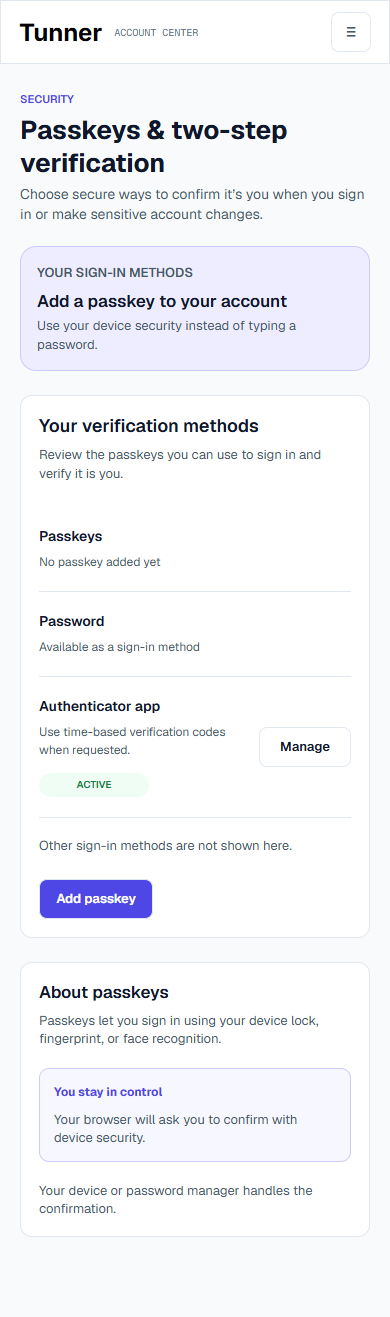 Tunner ACCOUNT CENTER
☰
SECURITY
Passkeys & two-step
verification
Choose secure ways to confirm it's you when you sign
in or make sensitive account changes.
YOUR SIGN-IN METHODS
Add a passkey to your account
Use your device security instead of typing a
password.
Your verification methods
Review the passkeys you can use to sign in and
verify it is you.
Passkeys
No passkey added yet
Password
Available as a sign-in method
Authenticator app
Use time-based verification codes
when requested.
Manage
ACTIVE
Other sign-in methods are not shown here.
Add passkey
About passkeys
Passkeys let you sign in using your device lock,
fingerprint, or face recognition.
You stay in control
Your browser will ask you to confirm with
device security.
Your device or password manager handles the
confirmation.